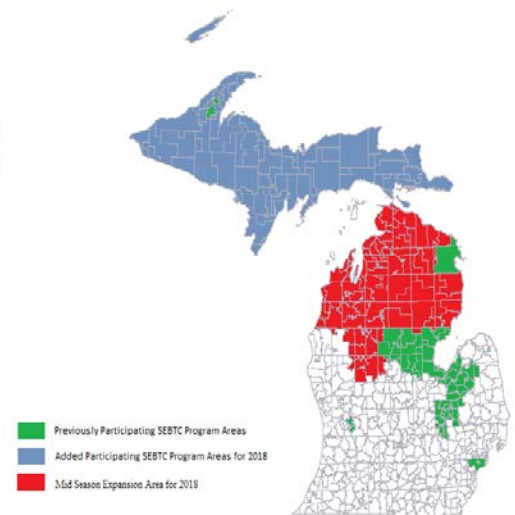 Previously Participating SEBTC Program Areas
Added Participating SEBTC Program Areas for 2018
Mid Season Expansion Area for 2018